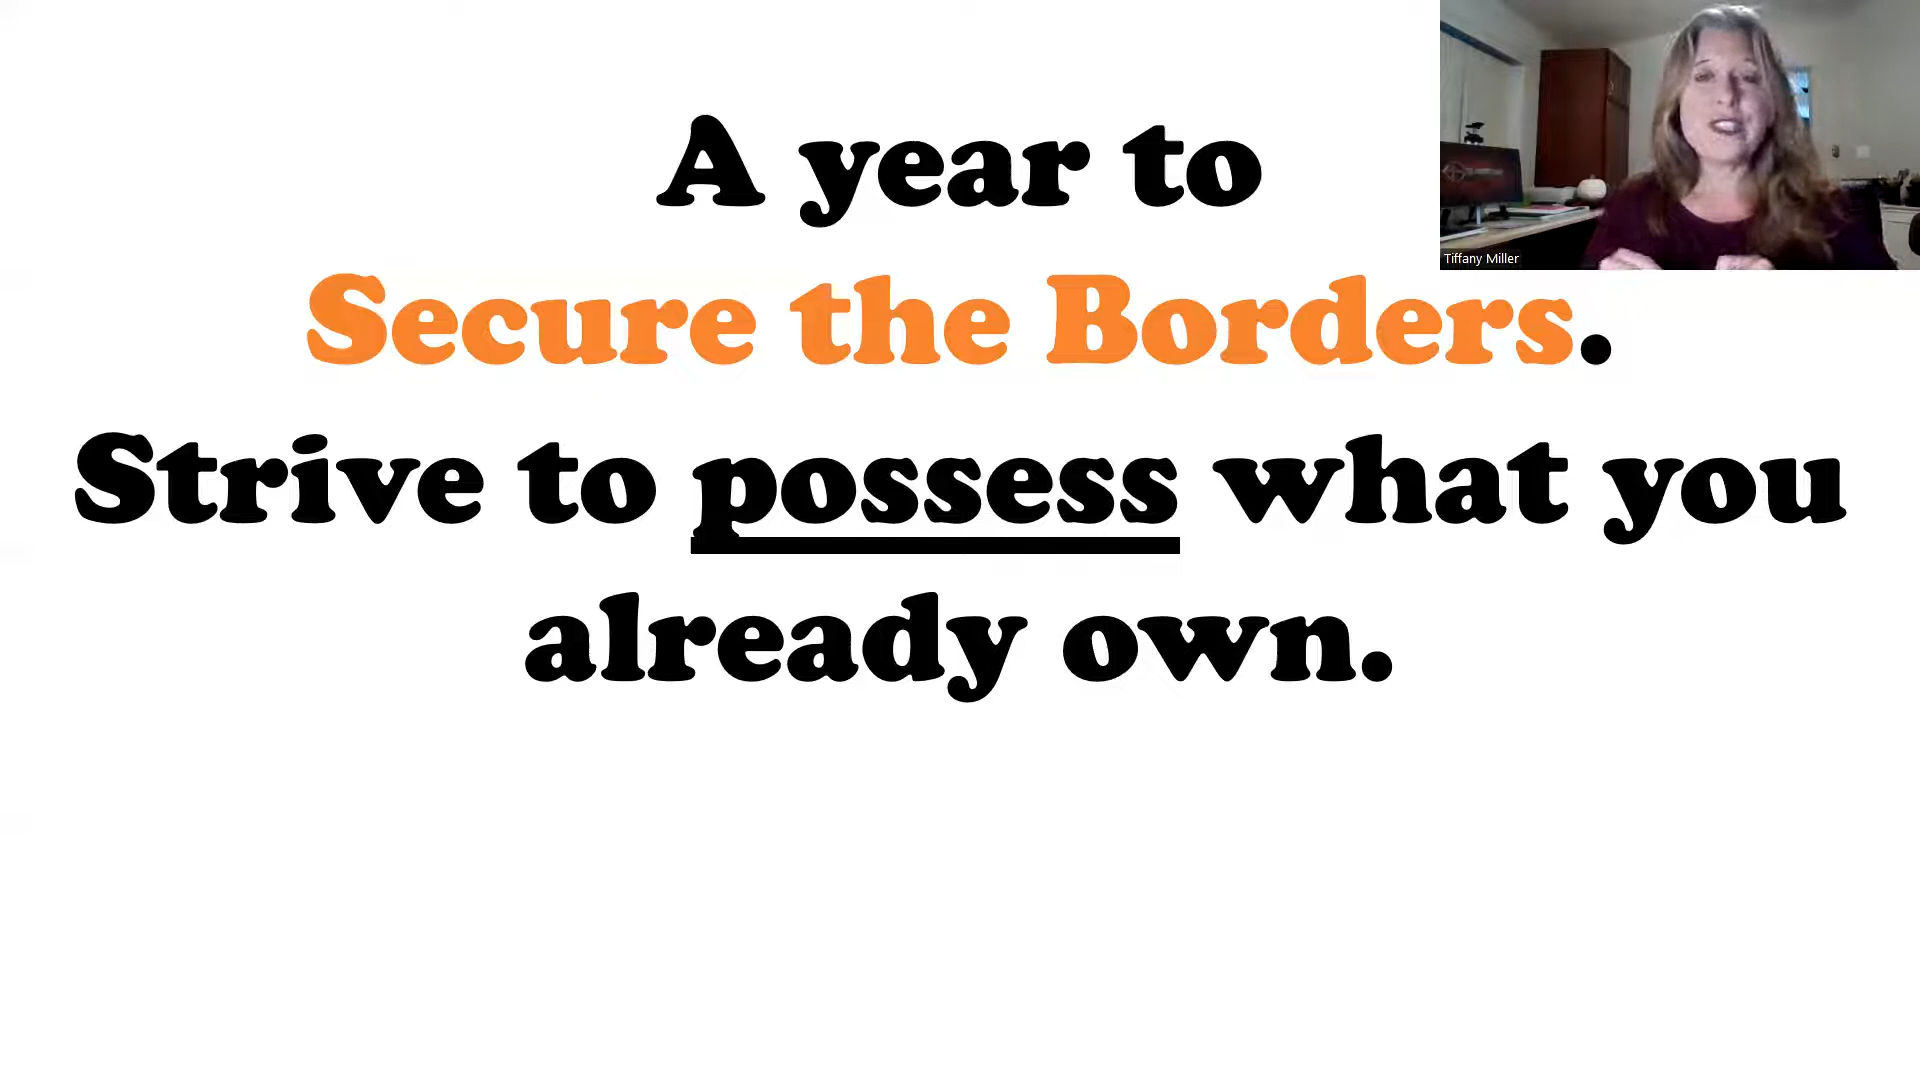 A year to
Secure the Borders.
Strive to possess what you
already own.
Tiffany Miller